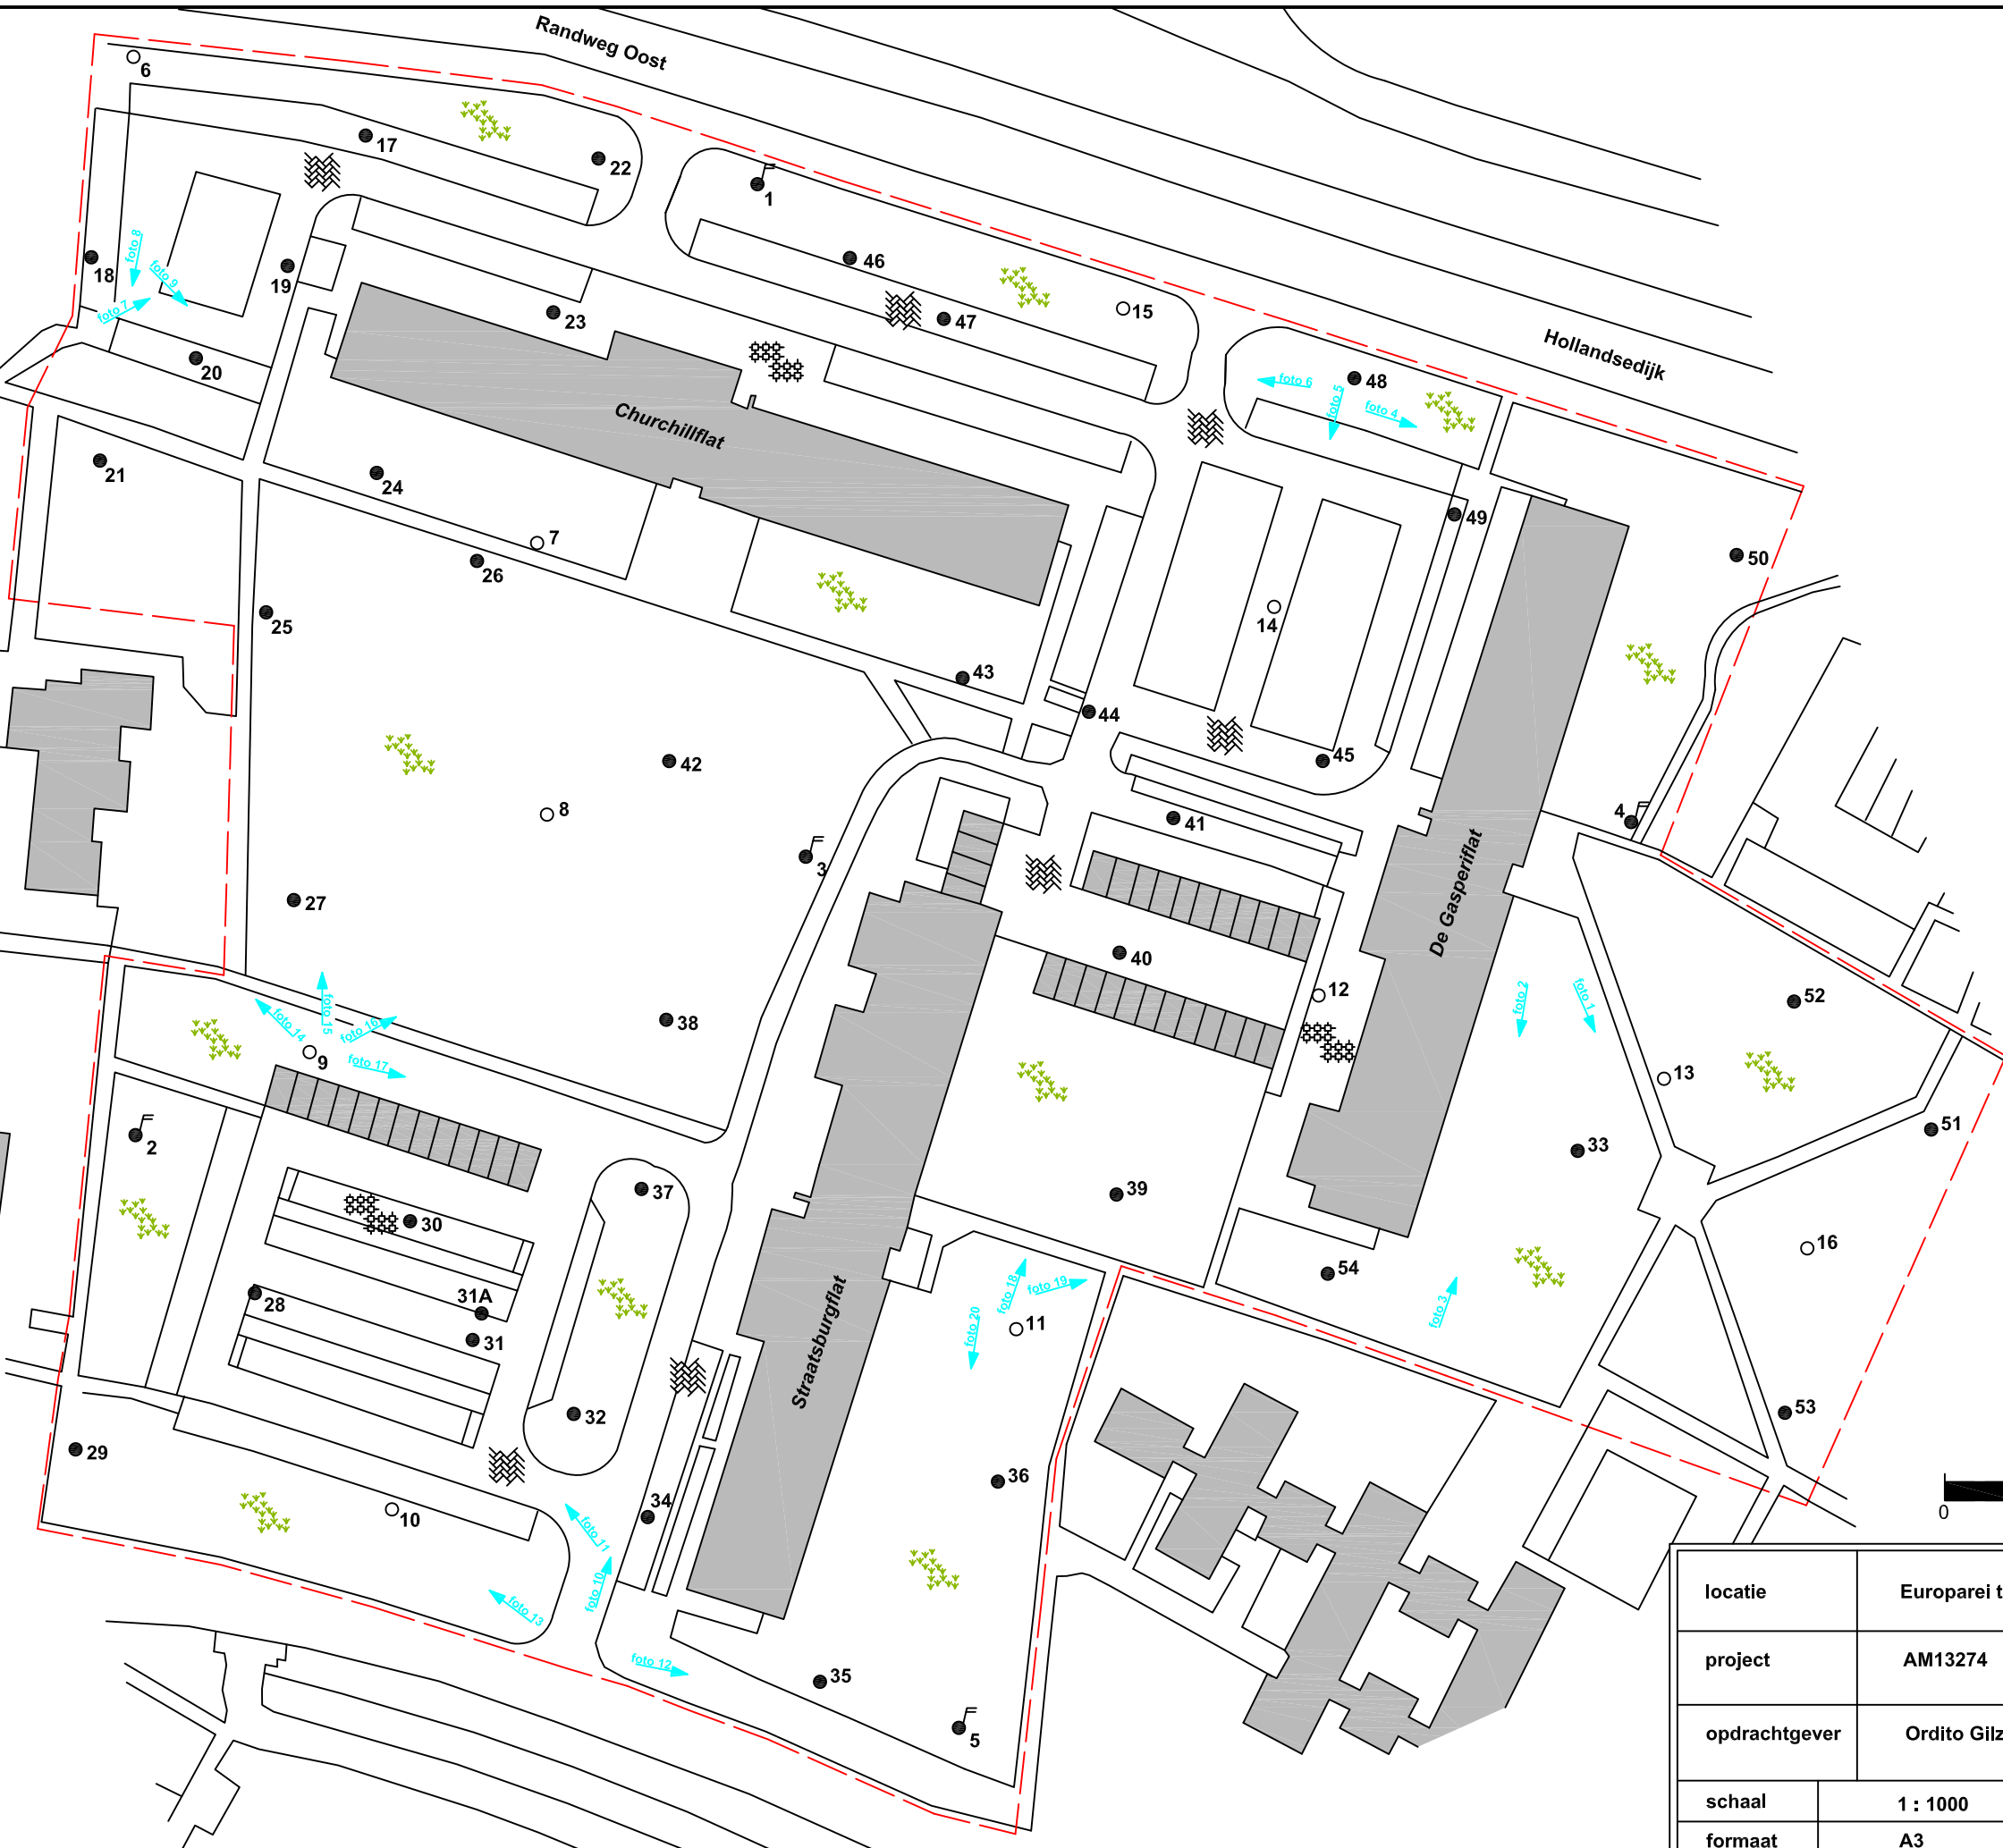 Randweg Oost
6
17
22
1
foto 8
18
foto 9
19
46
foto 7
23
47
15
Hollandsedijk
20
foto 6
48
foto 5
foto 4
Churchillflat
21
24
49
7
50
26
25
14
43
44
42
45
8
4
41
3
De Gasperiflat
27
40
12
52
foto 2
foto 1
foto 15
foto 14
foto 16
38
9
foto 17
13
2
51
33
37
39
30
16
54
28
31A
foto 18
foto 19
31
foto 20
11
foto 3
Straatsburgflat
32
53
29
36
34
10
0
foto 11
foto 10
foto 13
foto 12
35
5
locatie
Europarei t
project
AM13274
opdrachtgever
Ordito Gilz
schaal
1 : 1000
formaat
A3